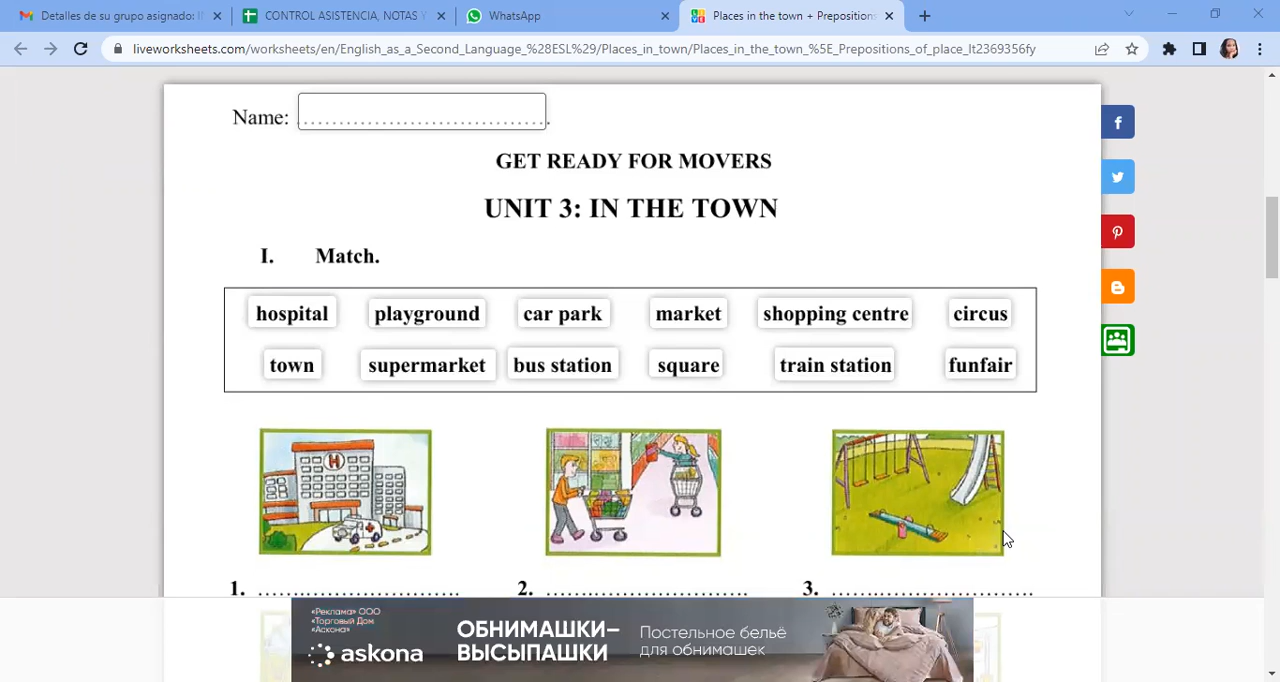 Detalles de su grupo asignado: II
CONTROL ASISTENCIA, NOTAS Y
WhatsApp
Places in the town + Prepositions
liveworksheets.com/worksheets/en/English_as_a_Second_Language_%28ESL%29/Places_in_town/Places_in_the_town_%5E_Prepositions_of_place_lt2369356fy
Name:
GET READY FOR MOVERS
UNIT 3: IN THE TOWN
I. Match.
hospital playground car park market shopping centre circus
town supermarket bus station square train station funfair
H
1. 2. 3.
«Реклама» ООО
«Торговый Дом
«Аскона»
askona
ОБНИМАШКИ–
ВЫСЫПАШКИ
Постельное бельё
для обнимашек